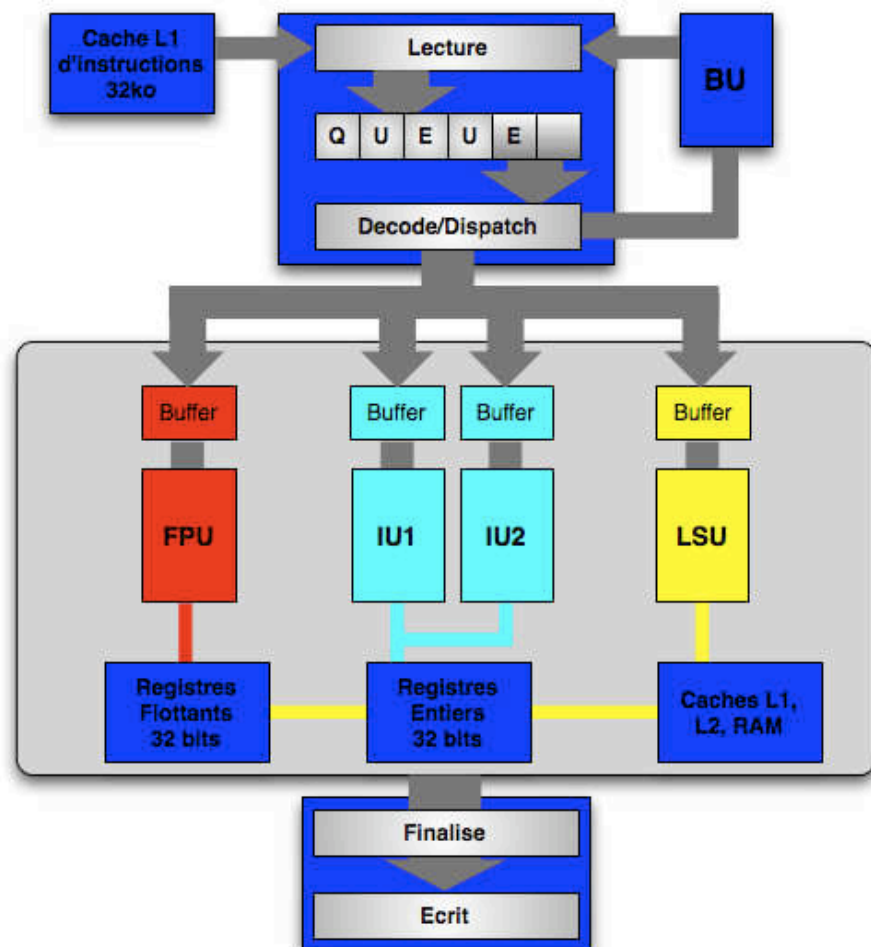 Cache L1
d'instructions
32ko
Lecture
BU
Q U E U E
Decode/Dispatch
Buffer
Buffer
Buffer
Buffer
FPU
IU1
IU2
LSU
Registres
Flottants
32 bits
Registres
Entiers
32 bits
Caches L1,
L2, RAM
Finalise
Ecrit